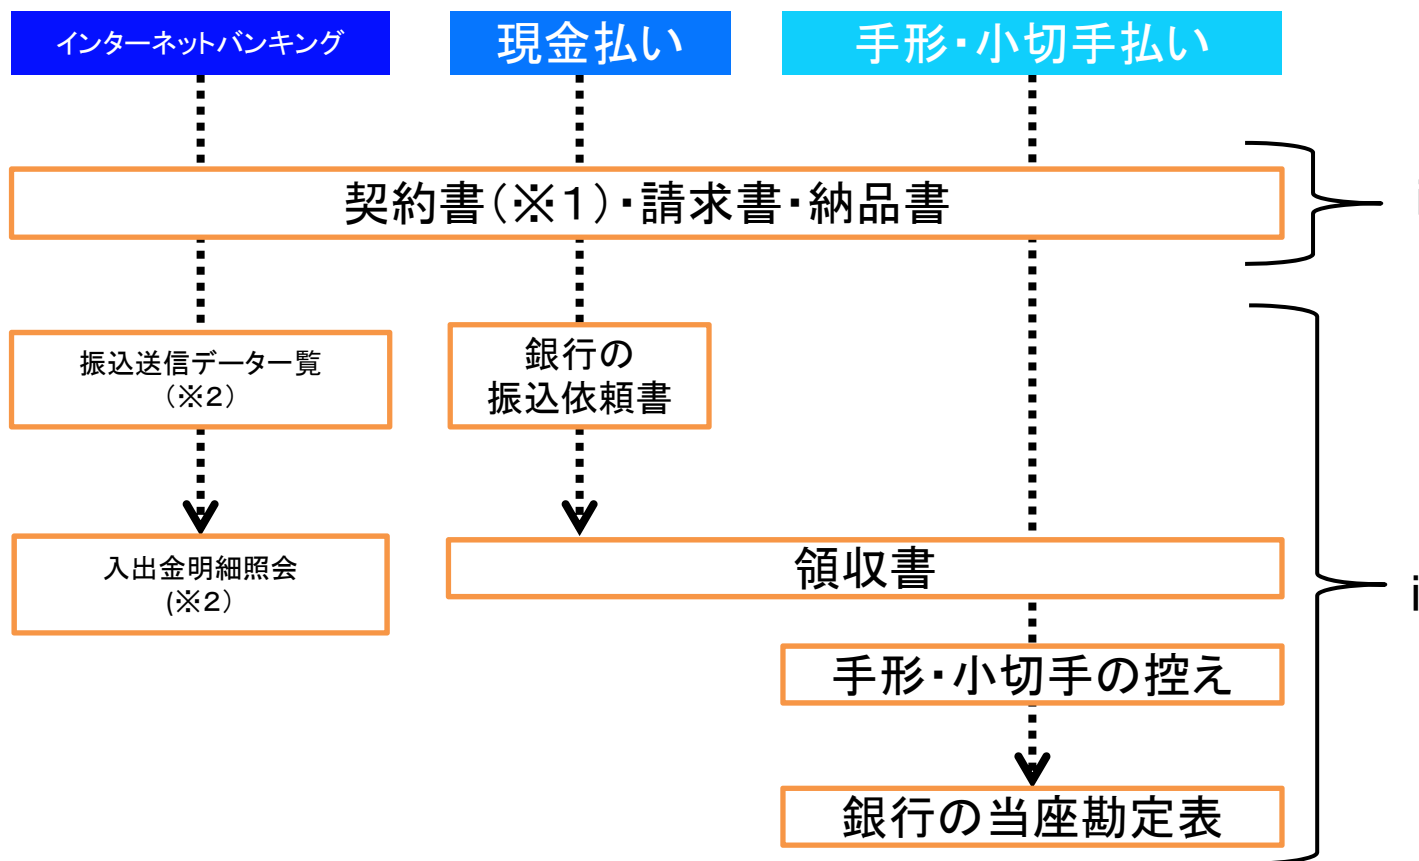 インターネットバンキング
現金払い
手形・小切手払い
契約書(※1)・請求書・納品書
i
振込送信データ一覧
(※2)
銀行の
振込依頼書
入出金明細照会
(※2)
領収書
i
手形・小切手の控え
銀行の当座勘定表